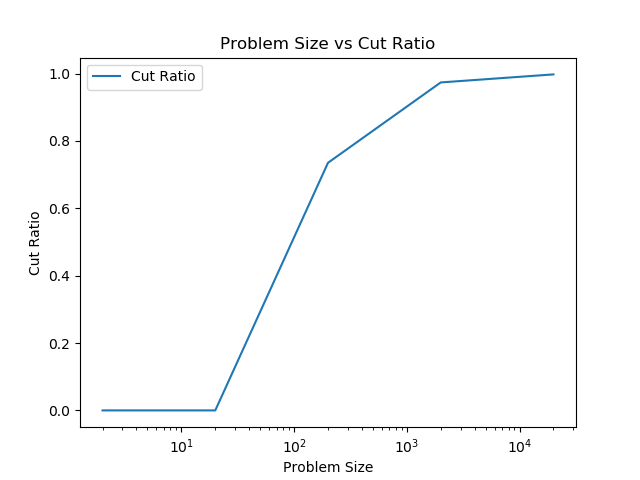 Problem Size vs Cut Ratio
Cut Ratio
1.0
0.8
0.6
0.4
0.2
0.0
Cut Ratio
10¹
10²
10³
10⁴
Problem Size